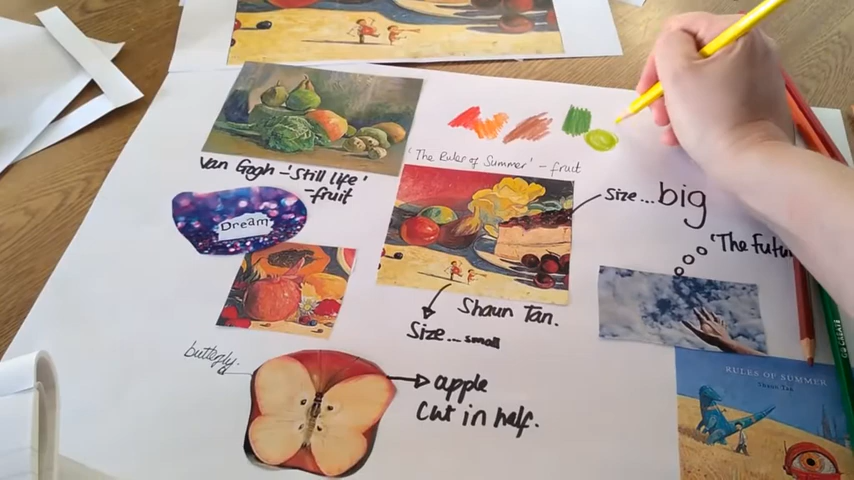 Van Gogh - 'Still life'
- fruit
'The Ruler of Summer' - fruit
Size... big
Dream
'The Futu
Shaun Tan.
Size... small
butterfly.
apple
Cut in half.
RULES OF SUMMER
SHAUN TAN